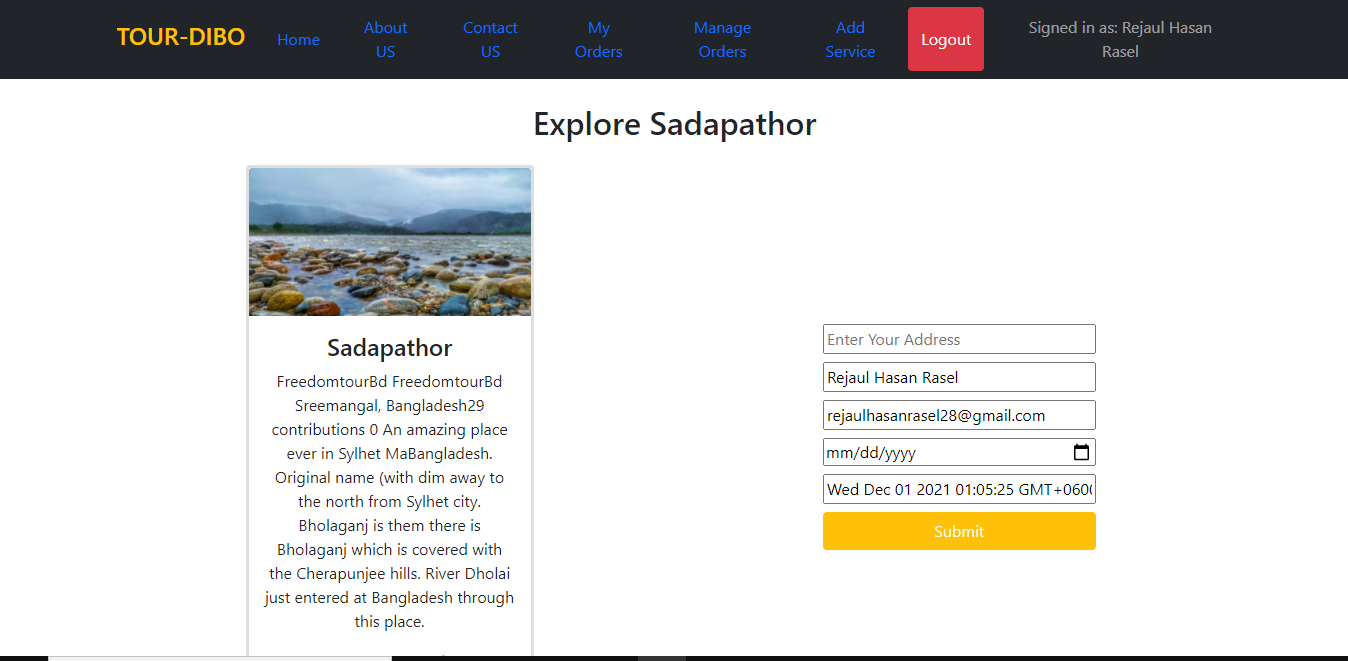 TOUR-DIBO
Home
About
US
Contact
US
My
Orders
Manage
Orders
Add
Service
Logout
Signed in as: Rejaul Hasan
Rasel
Explore Sadapathor
Sadapathor
FreedomtourBd FreedomtourBd
Sreemangal, Bangladesh29
contributions 0 An amazing place
ever in Sylhet MaBangladesh.
Original name (with dim away to
the north from Sylhet city.
Bholaganj is them there is
Bholaganj which is covered with
the Cherapunjee hills. River Dholai
just entered at Bangladesh through
this place.
Enter Your Address
Rejaul Hasan Rasel
rejaulhasanrasel28@gmail.com
mm/dd/yyyy
Wed Dec 01 2021 01:05:25 GMT+0600
Submit